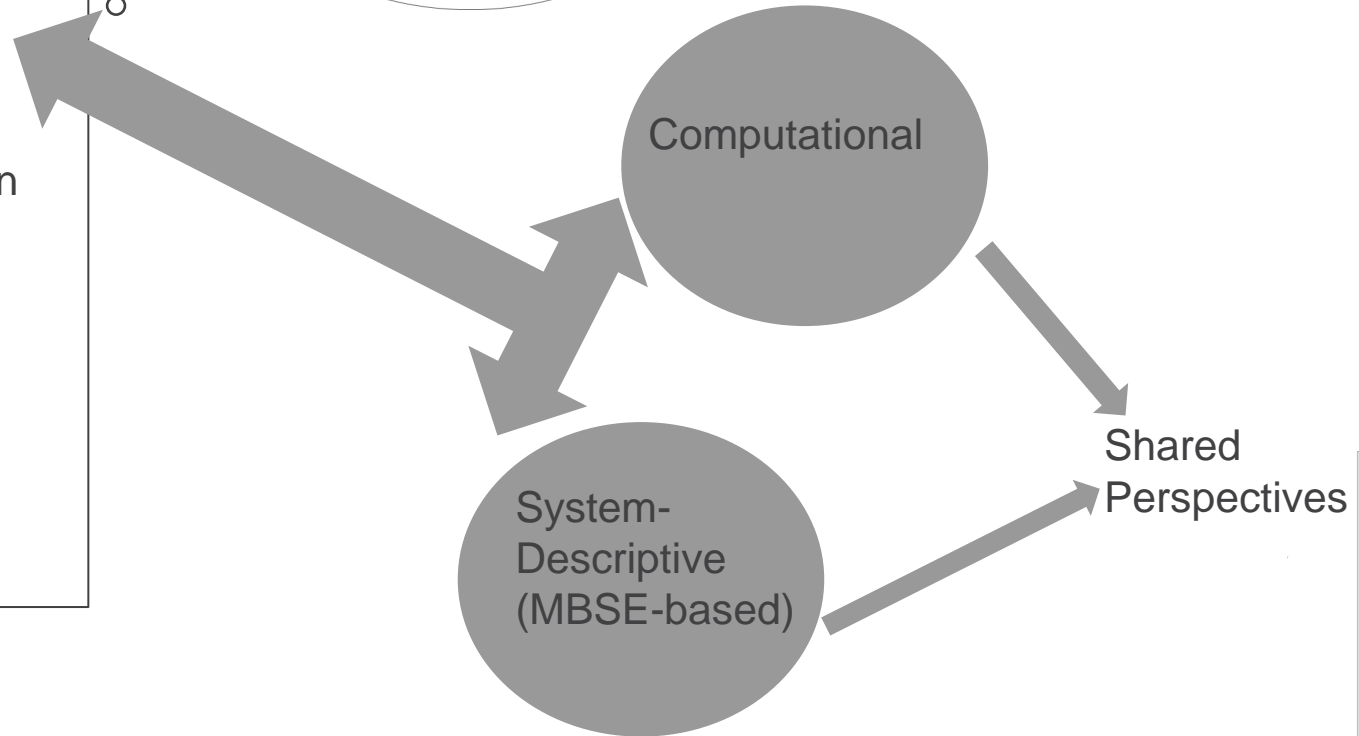 Computational
n
Shared
Perspectives
System-
Descriptive
(MBSE-based)